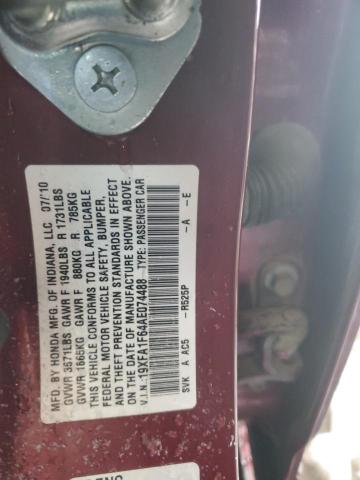 MFD. BY HONDA MFG. OF INDIANA, LLC 07/10
GVWR 3671LBS GAWR F 1940LBS R 1731LBS
GVWR 1665KG GAWR F 880KG R 785KG
THIS VEHICLE CONFORMS TO ALL APPLICABLE
FEDERAL MOTOR VEHICLE SAFETY, BUMPER,
AND THEFT PREVENTION STANDARDS IN EFFECT
ON THE DATE OF MANUFACTURE SHOWN ABOVE.
V.I.N.: 19XFA1F64AE074488 TYPE: PASSENGER CAR
SVK A AC5 -R525P -A -E